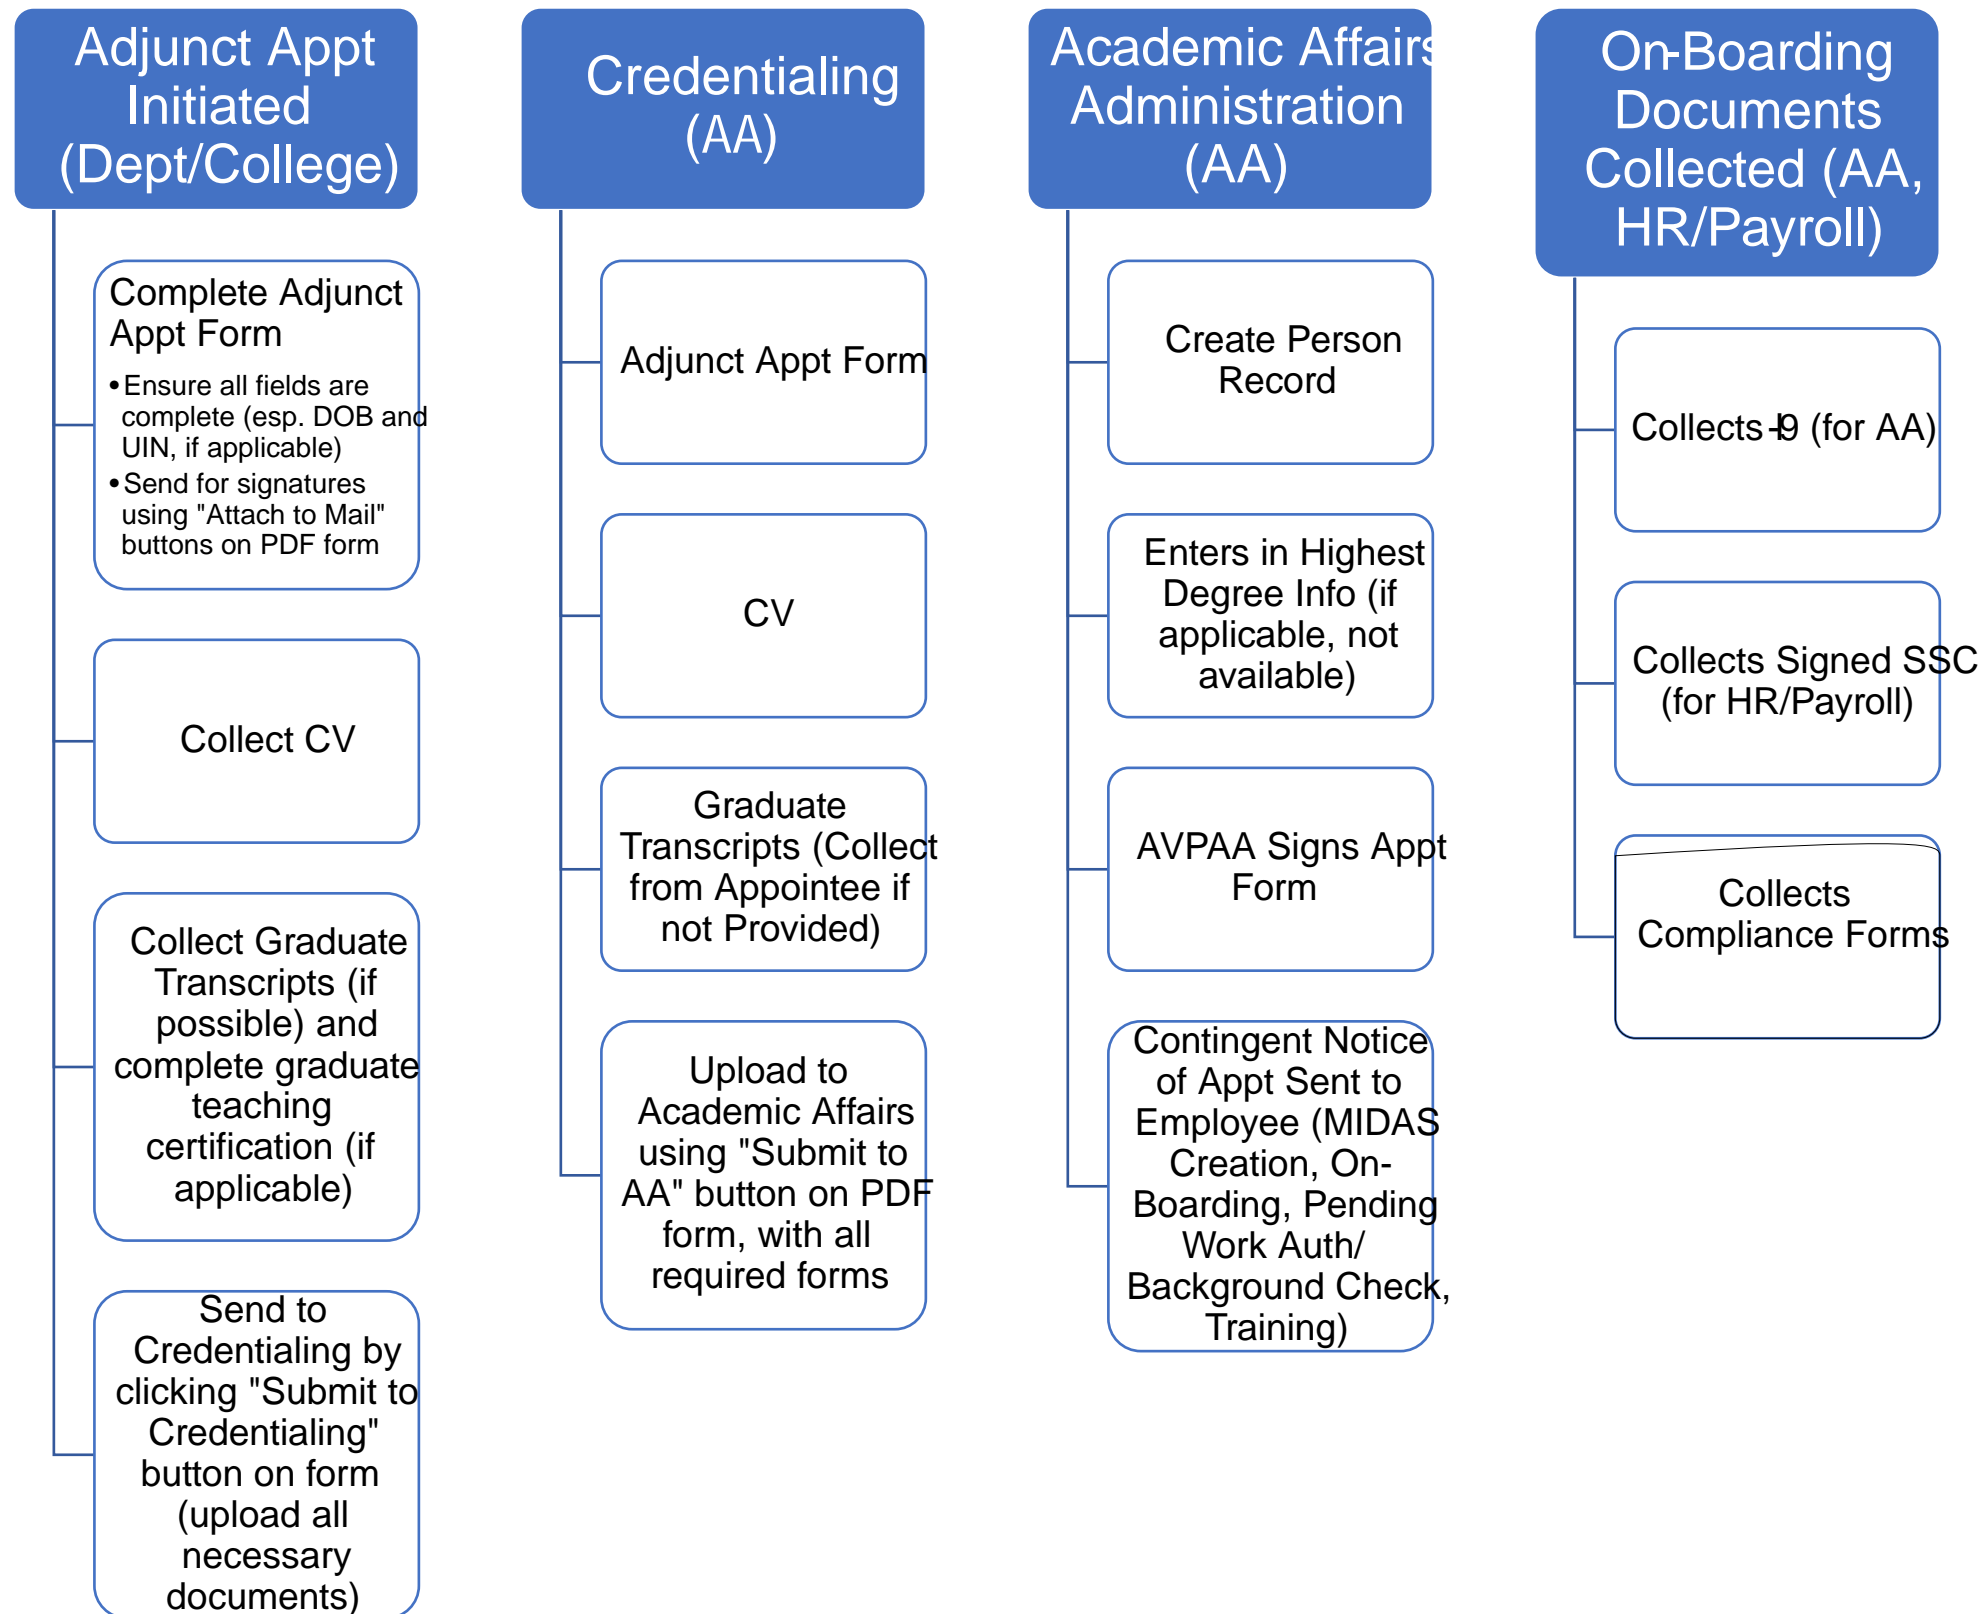 Adjunct Appt
Initiated
(Dept/College)
Complete Adjunct
Appt Form
•Ensure all fields are
complete (esp. DOB and
UIN, if applicable)
•Send for signatures
using "Attach to Mail"
buttons on PDF form
Collect CV
Collect Graduate
Transcripts (if
possible) and
complete graduate
teaching
certification (if
applicable)
Send to
Credentialing by
clicking "Submit to
Credentialing"
button on form
(upload all
necessary
documents)
Credentialing
(AA)
Adjunct Appt Form
CV
Graduate
Transcripts (Collect
from Appointee if
not Provided)
Upload to
Academic Affairs
using "Submit to
AA" button on PDF
form, with all
required forms
Academic Affairs
Administration
(AA)
Create Person
Record
Enters in Highest
Degree Info (if
applicable, not
available)
AVPAA Signs Appt
Form
Contingent Notice
of Appt Sent to
Employee (MIDAS
Creation, On-
Boarding, Pending
Work Auth/
Background Check,
Training)
On-Boarding
Documents
Collected (AA,
HR/Payroll)
Collects I-9 (for AA)
Collects Signed SSC
(for HR/Payroll)
Collects
Compliance Forms